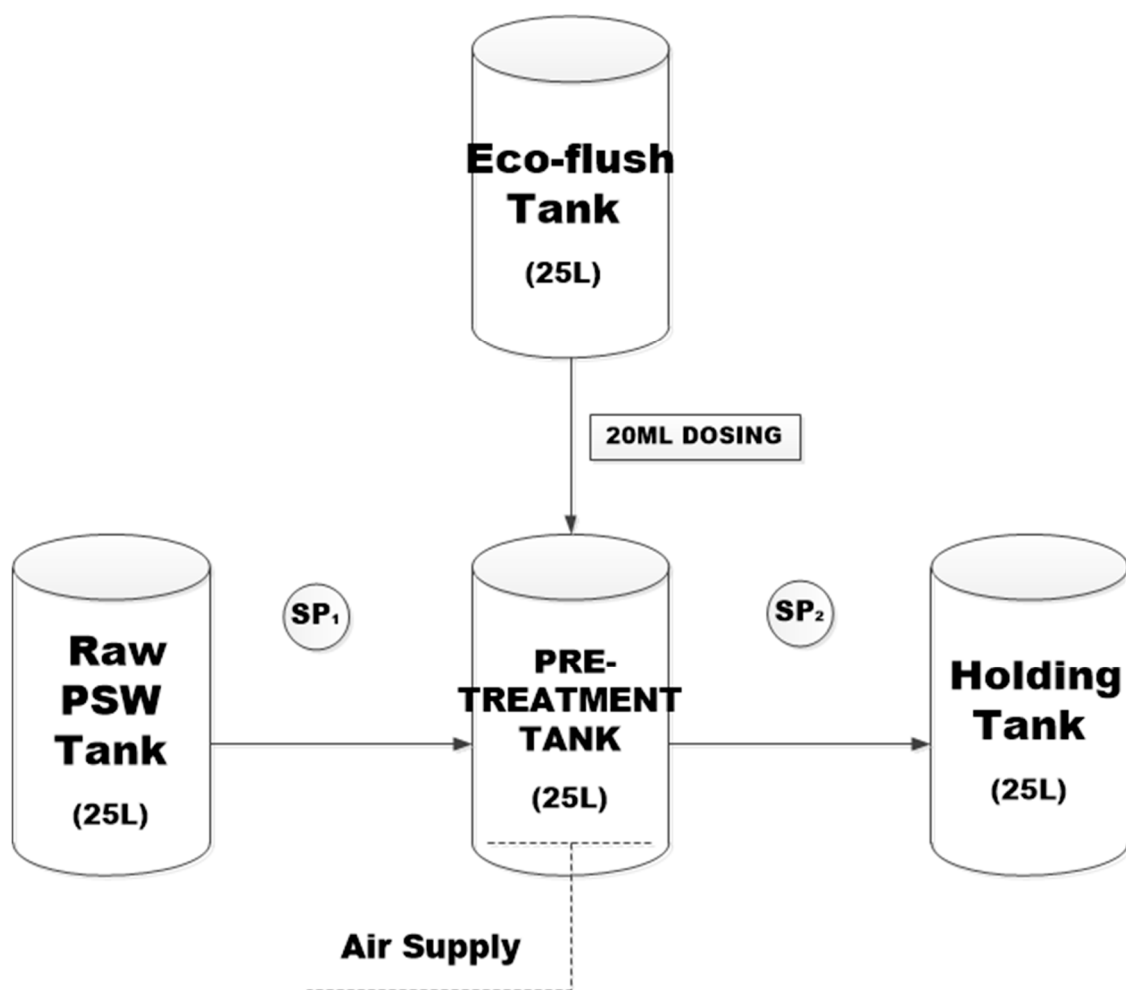 Eco-flush
Tank
(25L)
20ML DOSING
SP₁
SP₂
Raw
PSW
Tank
(25L)
PRE-
TREATMENT
TANK
(25L)
Holding
Tank
(25L)
Air Supply